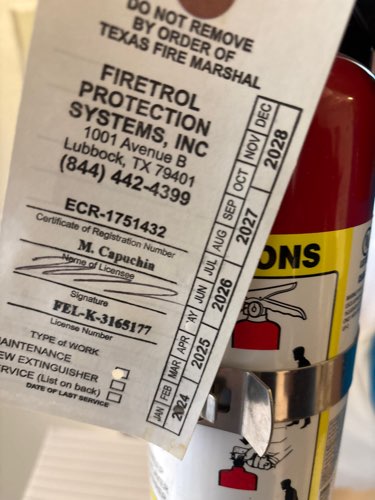 DO NOT REMOVE
BY ORDER OF
TEXAS FIRE MARSHAL
FIRETROL
PROTECTION
SYSTEMS, INC
1001 Avenue B
Lubbock, TX 79401
(844) 442-4399
ECR-1751432
Certificate of Registration Number
M. Capuchin
Name of Licensee
Signature
FEL-K-3165177
License Number
TYPE of WORK
MAINTENANCE
NEW EXTINGUISHER
SERVICE (List on back)
DATE OF LAST SERVICE
JAN FEB MAR APR AY JUN JUL AUG SEP OCT NOV DEC
2024 2025 2026 2027 2028
ONS